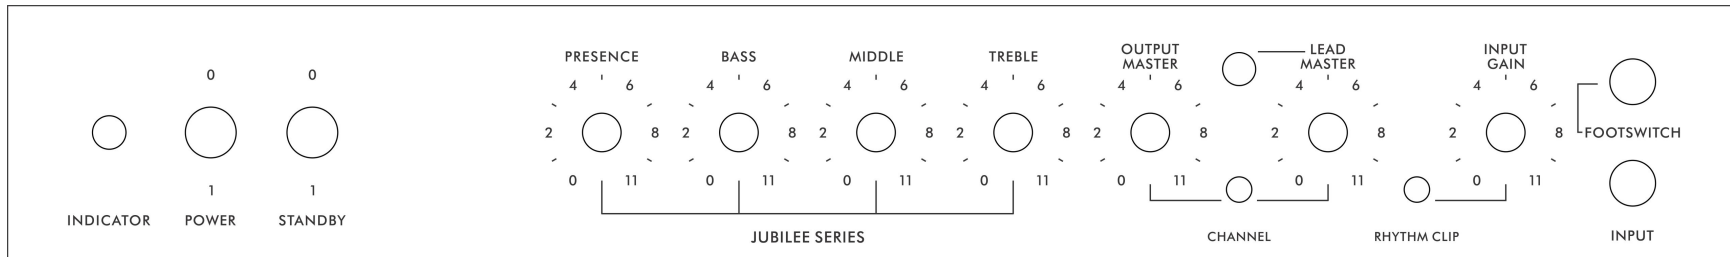 OUTPUT LEAD INPUT
PRESENCE BASS MIDDLE TREBLE MASTER MASTER GAIN
0 0
4 6 4 6 4 6 4 6 4 6 4 6 4 6
2 8 2 8 2 8 2 8 2 8 2 8 2 8 FOOTSWITCH
0 11 0 11 0 11 0 11 0 11 0 11 0 11
1 1
INDICATOR POWER STANDBY
JUBILEE SERIES CHANNEL RHYTHM CLIP INPUT